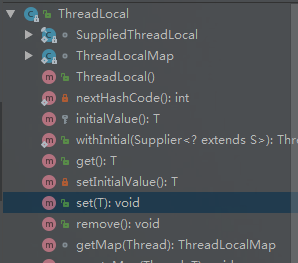 ThreadLocal
SuppliedThreadLocal
ThreadLocalMap
ThreadLocal()
nextHashCode(): int
initialValue(): T
withInitial(Supplier<? extends S>): Thr
get(): T
setInitialValue(): T
set(T): void
remove(): void
getMap(Thread): ThreadLocalMap